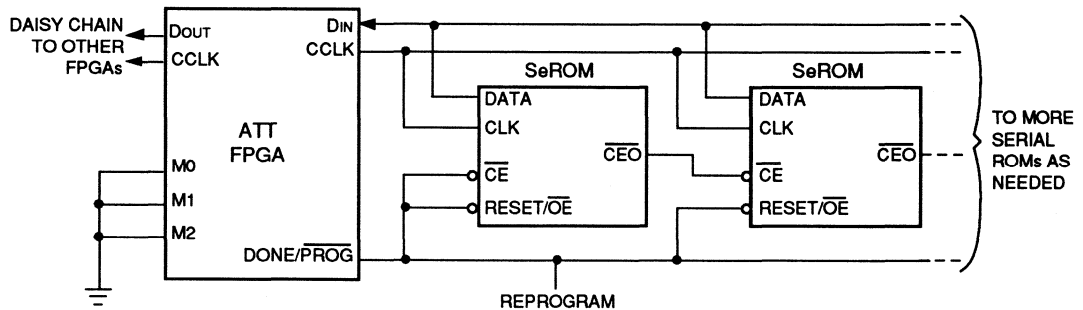 DAISY CHAIN
TO OTHER
FPGAs
DOUT
CCLK
ATT
FPGA
M0
M1
M2
DIN
CCLK
DONE/PROG
SeROM
DATA
CLK
CEO
CE
RESET/OE
SeROM
DATA
CLK
CEO
CE
RESET/OE
REPROGRAM
TO MORE
SERIAL
ROMs AS
NEEDED